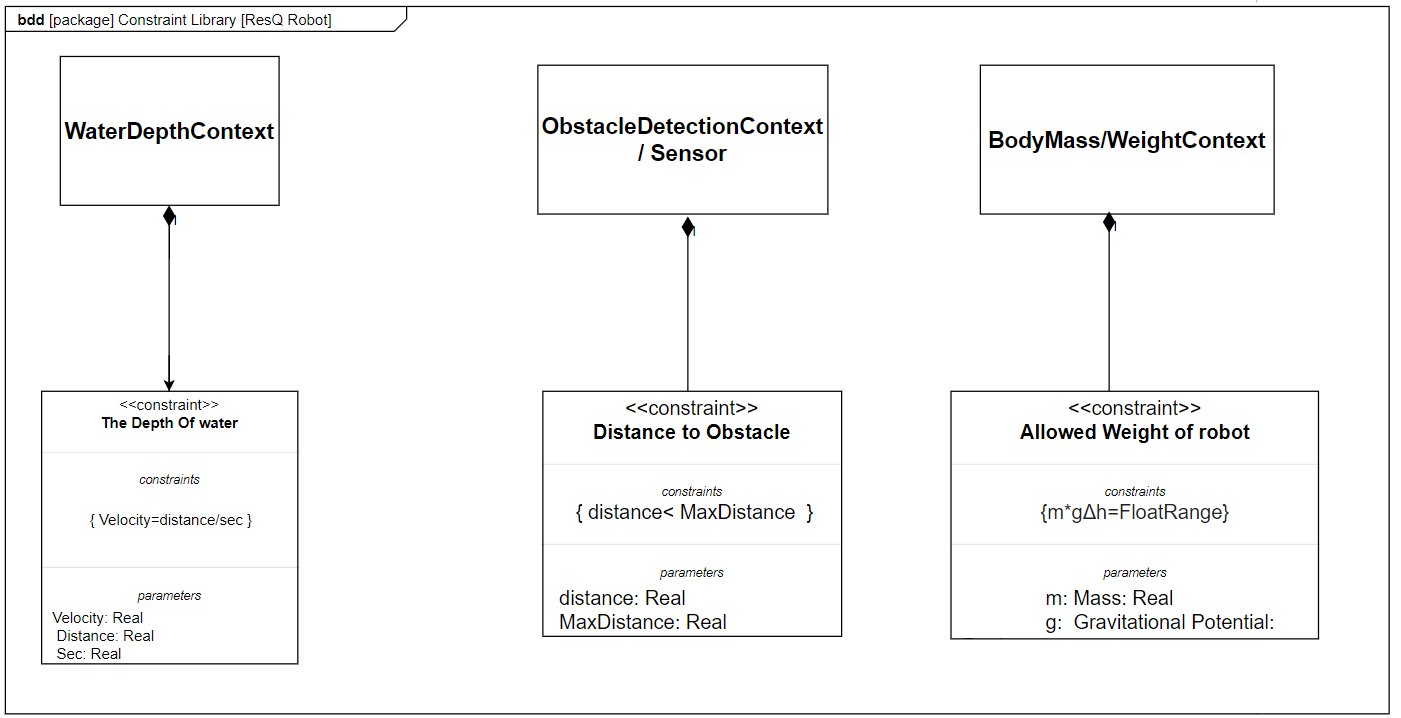 bdd [package] Constraint Library [ResQ Robot]
WaterDepthContext
1
<<constraint>>
The Depth Of water
constraints
{ Velocity=distance/sec }
parameters
Velocity: Real
Distance: Real
Sec: Real
ObstacleDetectionContext
/ Sensor
1
<<constraint>>
Distance to Obstacle
constraints
{ distance< MaxDistance  }
parameters
distance: Real
MaxDistance: Real
BodyMass/WeightContext
1
<<constraint>>
Allowed Weight of robot
constraints
{m*gΔh=FloatRange}
parameters
m: Mass: Real
g:  Gravitational Potential: